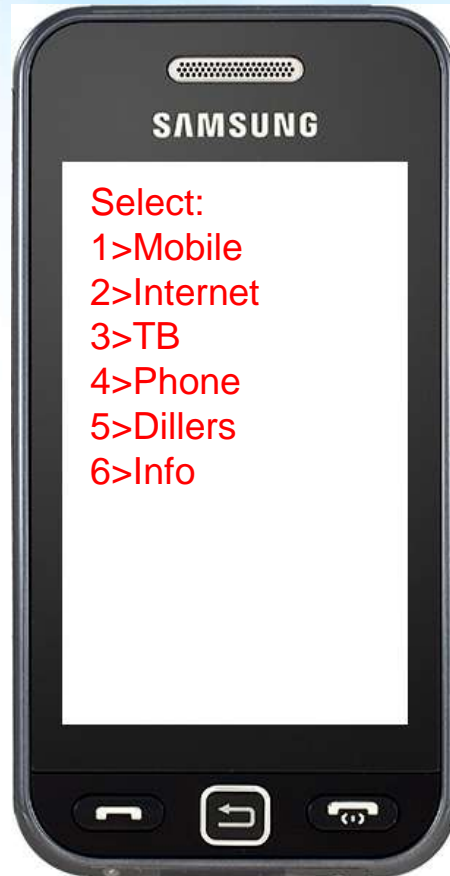 SAMSUNG
Select:
1>Mobile
2>Internet
3>TB
4>Phone
5>Dillers
6>Info